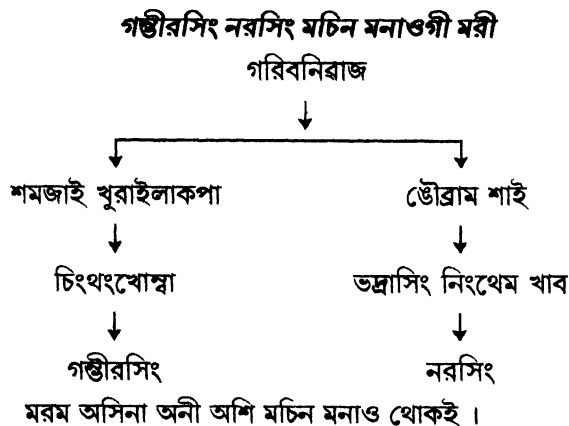 গম্ভীরসিং নরসিং মচিন মনাওগী মরী
গরিবনিৱাজ
শমজাই খুরাইলাকপা ঙৌব্রাম শাই
চিংথংখোম্বা ভদ্রাসিং নিংথেম খাব
গম্ভীরসিং নরসিং
মরম অসিনা অনী অশি মচিন মনাও থোকই ।